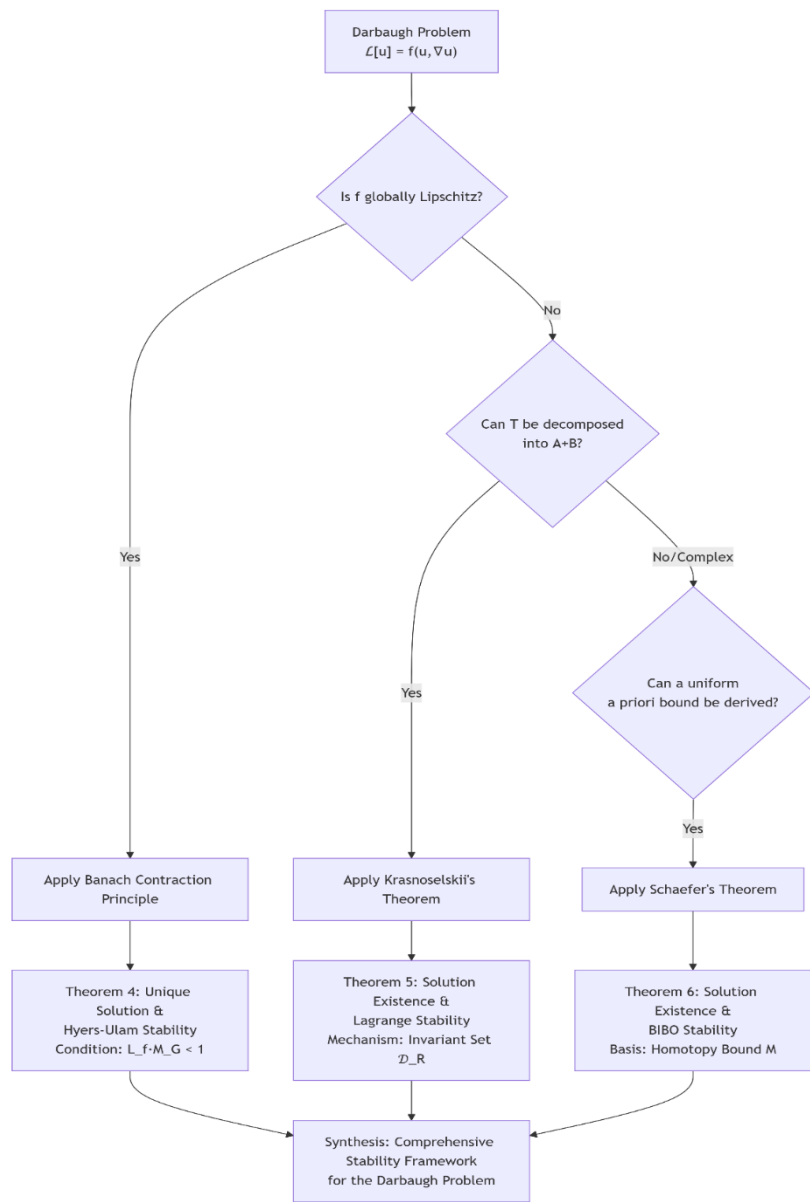 Darbaugh Problem
ℒ[u] = f(u,∇u)
Is f globally Lipschitz?
No
Can T be decomposed
into A+B?
Yes
No/Complex
Yes
Can a uniform
a priori bound be derived?
Yes
Apply Banach Contraction
Principle
Apply Krasnoselskii's
Theorem
Apply Schaefer's Theorem
Theorem 4: Unique
Solution &
Hyers-Ulam Stability
Condition: L_f·M_G < 1
Theorem 5: Solution
Existence &
Lagrange Stability
Mechanism: Invariant Set
𝒟_R
Theorem 6: Solution
Existence &
BIBO Stability
Basis: Homotopy Bound M
Synthesis: Comprehensive
Stability Framework
for the Darbaugh Problem